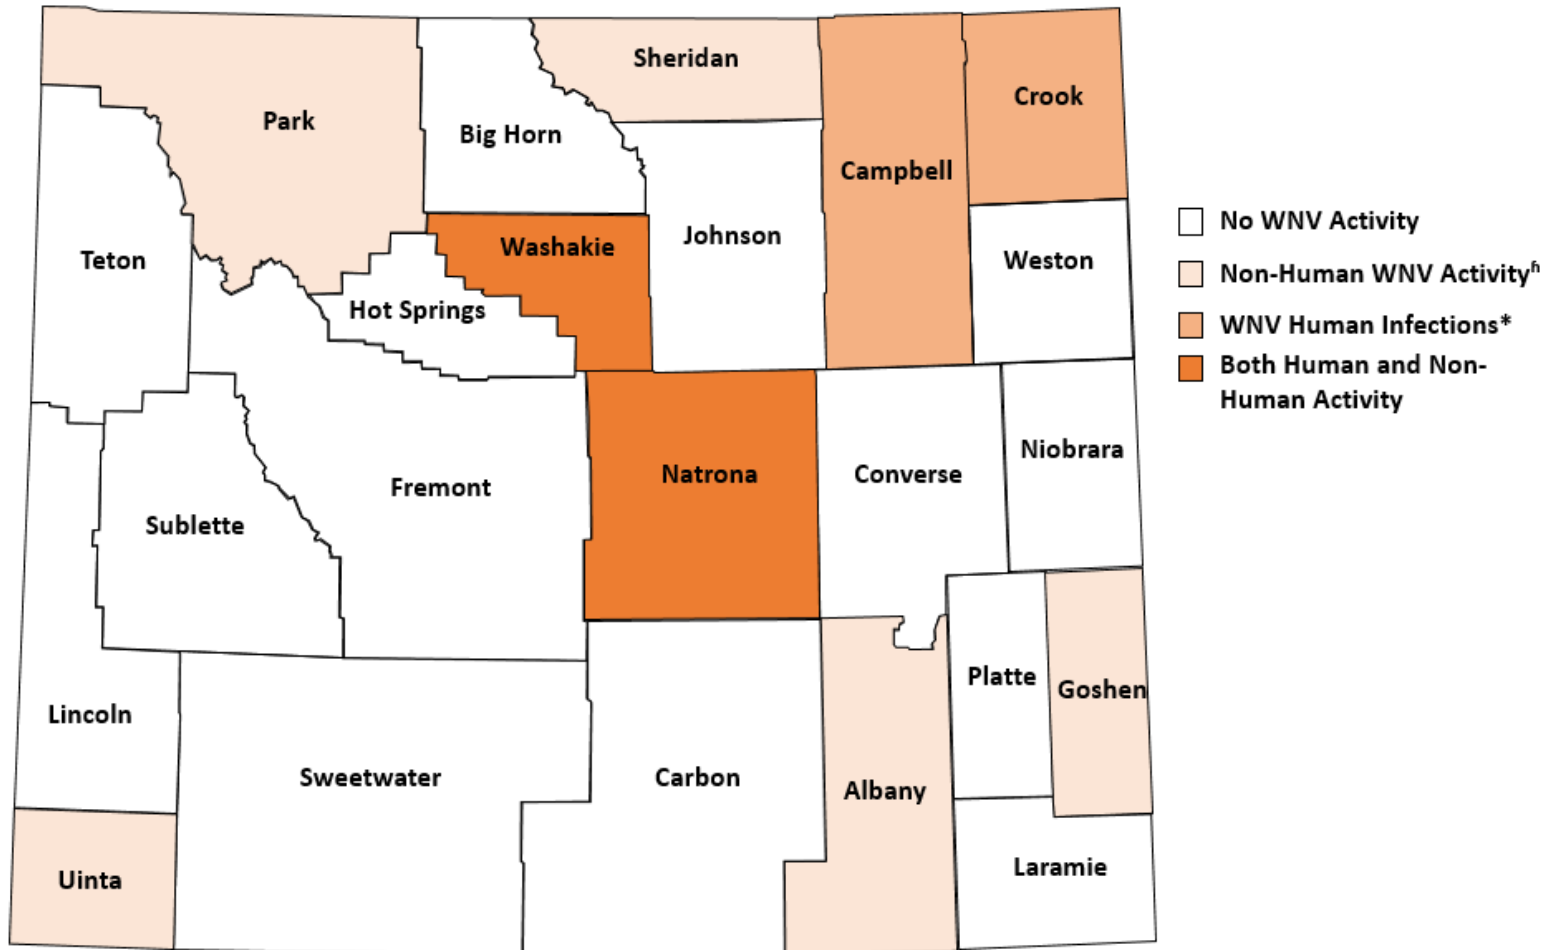 Sheridan
Crook
Park
Big Horn
Campbell
Johnson
Washakie
Teton
Weston
Hot Springs
Niobrara
Natrona
Converse
Fremont
Sublette
Platte
Goshen
Lincoln
Sweetwater
Carbon
Albany
Laramie
Uinta
No WNV Activity
Non-Human WNV Activityɦ
WNV Human Infections*
Both Human and Non-
Human Activity